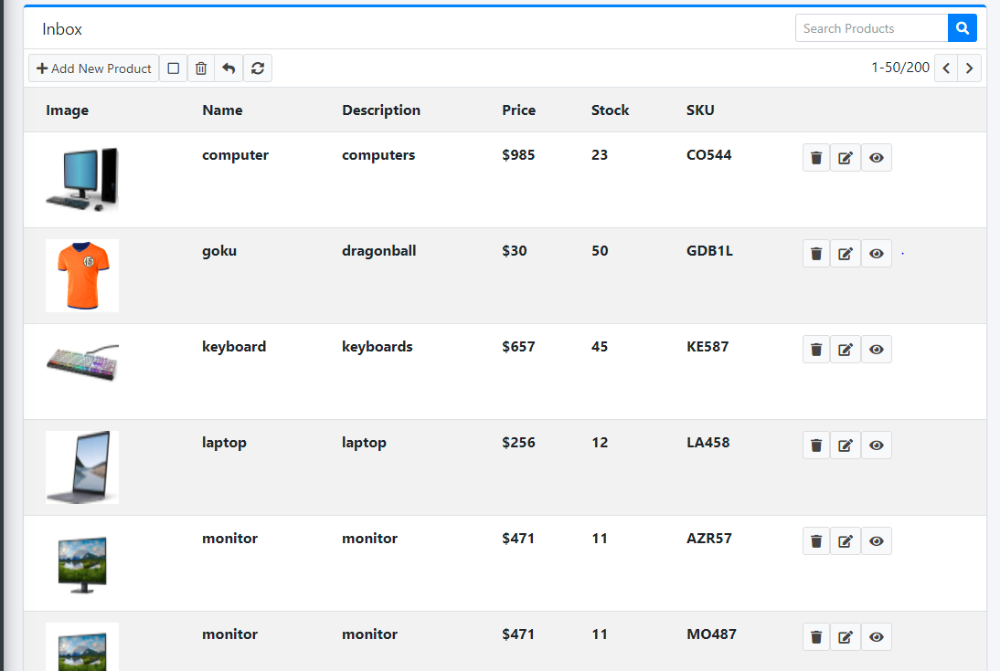 Inbox
Search Products
Add New Product
1-50/200
Image Name Description Price Stock SKU
computer computers $985 23 CO544
goku dragonball $30 50 GDB1L .
keyboard keyboards $657 45 KE587
laptop laptop $256 12 LA458
monitor monitor $471 11 AZR57
monitor monitor $471 11 MO487